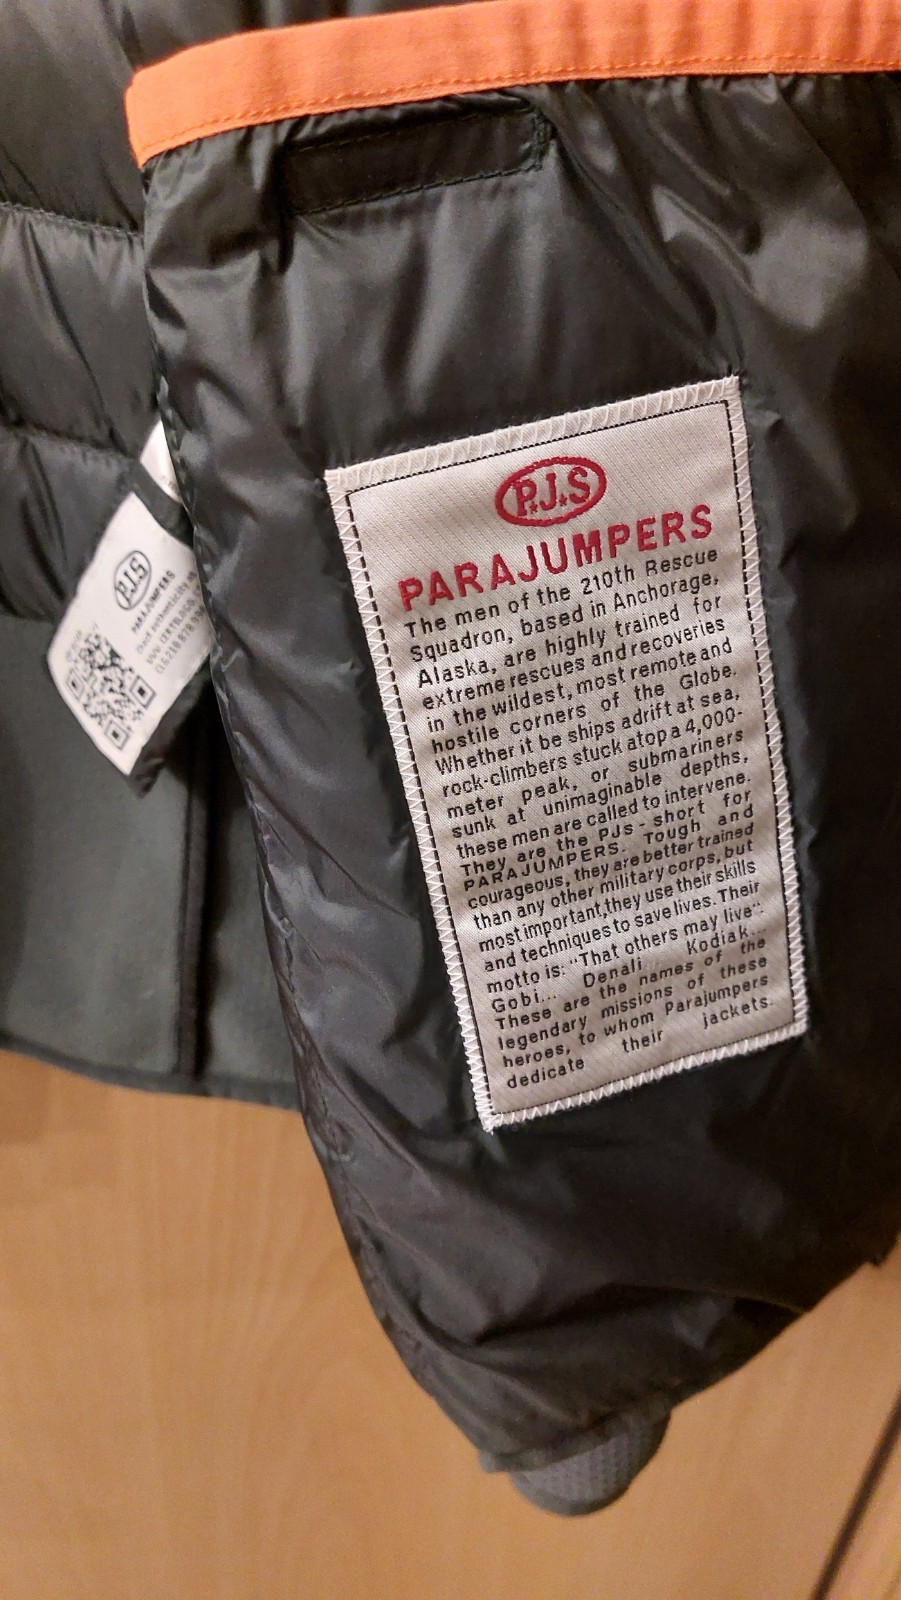 P.J.S
PARAJUMPERS
The men of the 210th Rescue
Squadron, based in Anchorage,
Alaska, are highly trained for
extreme rescues and recoveries
in the wildest, most remote and
hostile corners of the Globe.
Whether it be ships adrift at sea,
rock-climbers stuck atop a 4,000-
meter peak, or submariners
sunk at unimaginable depths,
these men are called to intervene.
They are the PJs - short for
PARAJUMPERS. Tough and
courageous, they are better trained
than any other military corps, but
most important, they use their skills
and techniques to save lives. Their
motto is: "That others may live".
Gobi... Denali... Kodiak...
These are the names of the
legendary missions of these
heroes, to whom Parajumpers
dedicate their jackets.
P.J.S
PARAJUMPERS